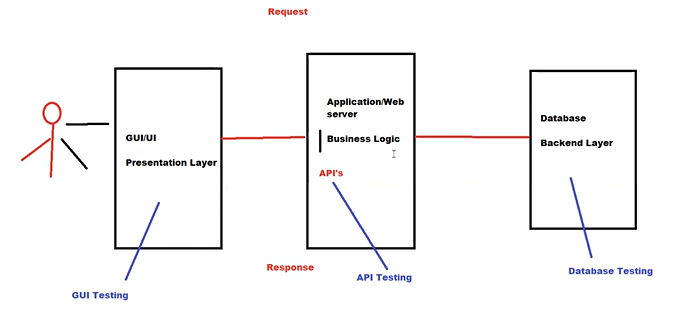 Request
GUI/UI
Presentation Layer
Application/Web
server
Business Logic
API's
Database
Backend Layer
Response
GUI Testing
API Testing
Database Testing